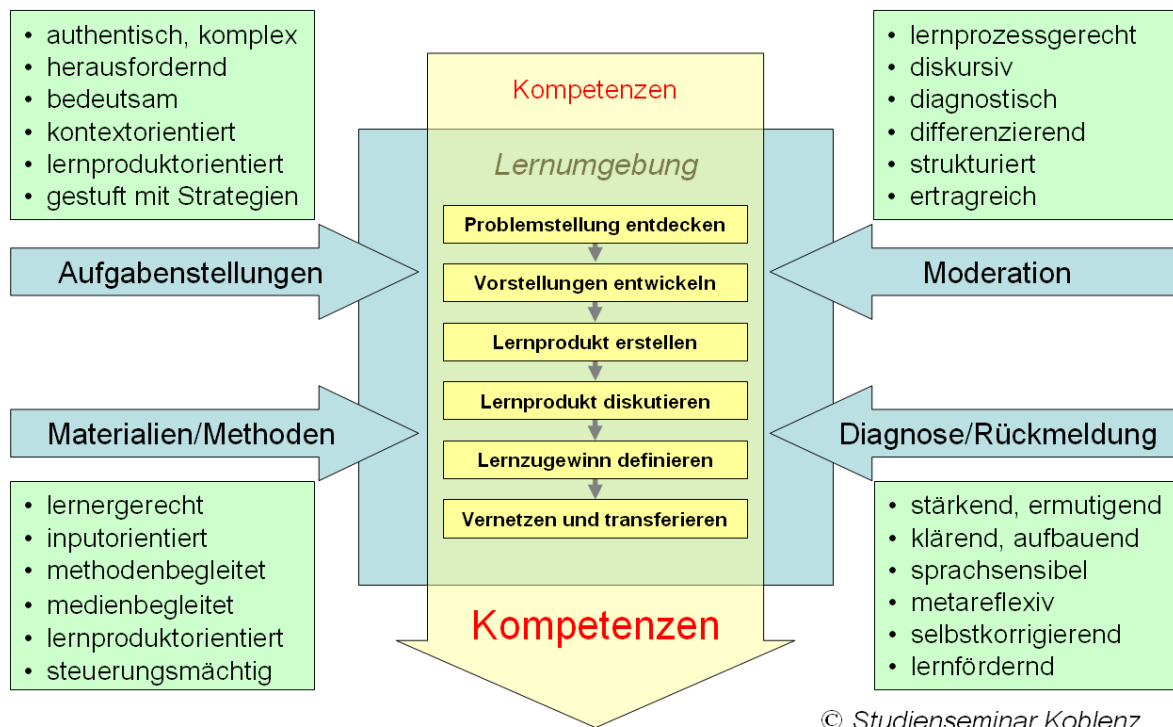 • authentisch, komplex
• herausfordernd
• bedeutsam
• kontextorientiert
• lernproduktorientiert
• gestuft mit Strategien
Aufgabenstellungen
Materialien/Methoden
• lernergerecht
• inputorientiert
• methodenbegleitet
• medienbegleitet
• lernproduktorientiert
• steuerungsmächtig
Kompetenzen
Lernumgebung
Problemstellung entdecken
Vorstellungen entwickeln
Lernprodukt erstellen
Lernprodukt diskutieren
Lernzugewinn definieren
Vernetzen und transferieren
Kompetenzen
• lernprozessgerecht
• diskursiv
• diagnostisch
• differenzierend
• strukturiert
• ertragreich
Moderation
Diagnose/Rückmeldung
• stärkend, ermutigend
• klärend, aufbauend
• sprachsensibel
• metareflexiv
• selbstkorrigierend
• lernfördernd
© Studienseminar Koblenz